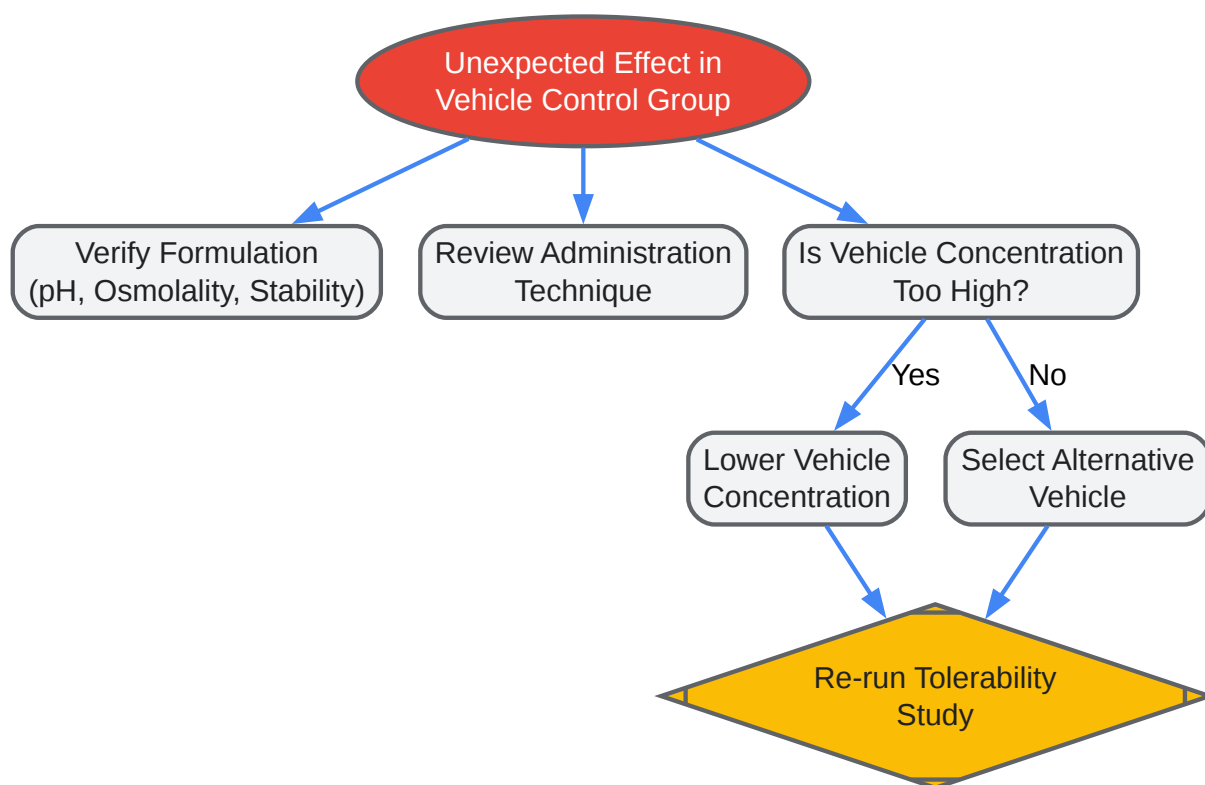 Unexpected Effect in
Vehicle Control Group
Verify Formulation
(pH, Osmolality, Stability)
Review Administration
Technique
Is Vehicle Concentration
Too High?
Yes
No
Lower Vehicle
Concentration
Select Alternative
Vehicle
Re-run Tolerability
Study